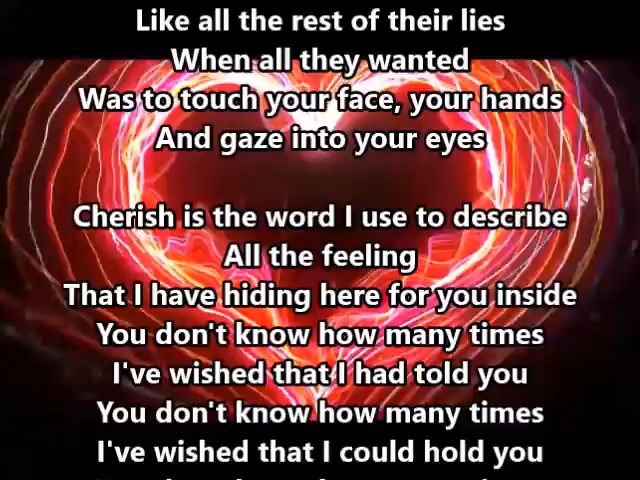 Like all the rest of their lies
When all they wanted
Was to touch your face, your hands
And gaze into your eyes
Cherish is the word I use to describe
All the feeling
That I have hiding here for you inside
You don't know how many times
I've wished that I had told you
You don't know how many times
I've wished that I could hold you